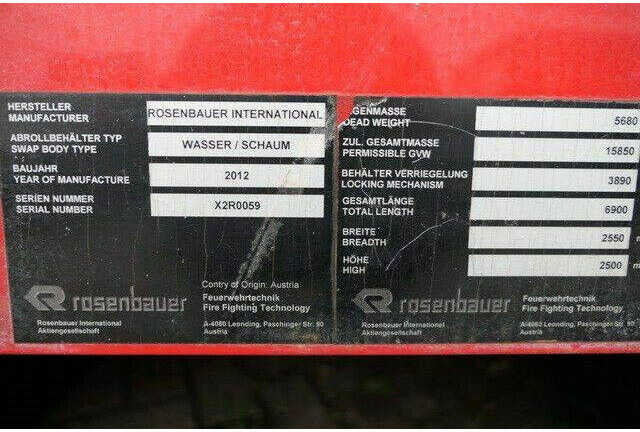 HERSTELLER
MANUFACTURER
ROSENBAUER INTERNATIONAL
ABROLLBEHÄLTER TYP
SWAP BODY TYPE
WASSER / SCHAUM
BAUJAHR
YEAR OF MANUFACTURE
2012
SERIEN NUMMER
SERIAL NUMBER
X2R0059
Contry of Origin: Austria
rosenbauer
Feuerwehrtechnik
Fire Fighting Technology
Rosenbauer International
Aktiengesellschaft
A-4060 Leonding, Paschinger Str. 90
Austria
EIGENMASSE
DEAD WEIGHT
5680
ZUL. GESAMTMASSE
PERMISSIBLE GVW
15850
BEHÄLTER VERRIEGELUNG
LOCKING MECHANISM
3890
GESAMTLÄNGE
TOTAL LENGTH
6900
BREITE
BREADTH
2550
HÖHE
HIGH
2500
rosenbauer
Feuerwehrtechnik
Fire Fighting Technology
Rosenbauer International
Aktiengesellschaft
A-4060 Leonding, Paschinger Str. 90
Austria